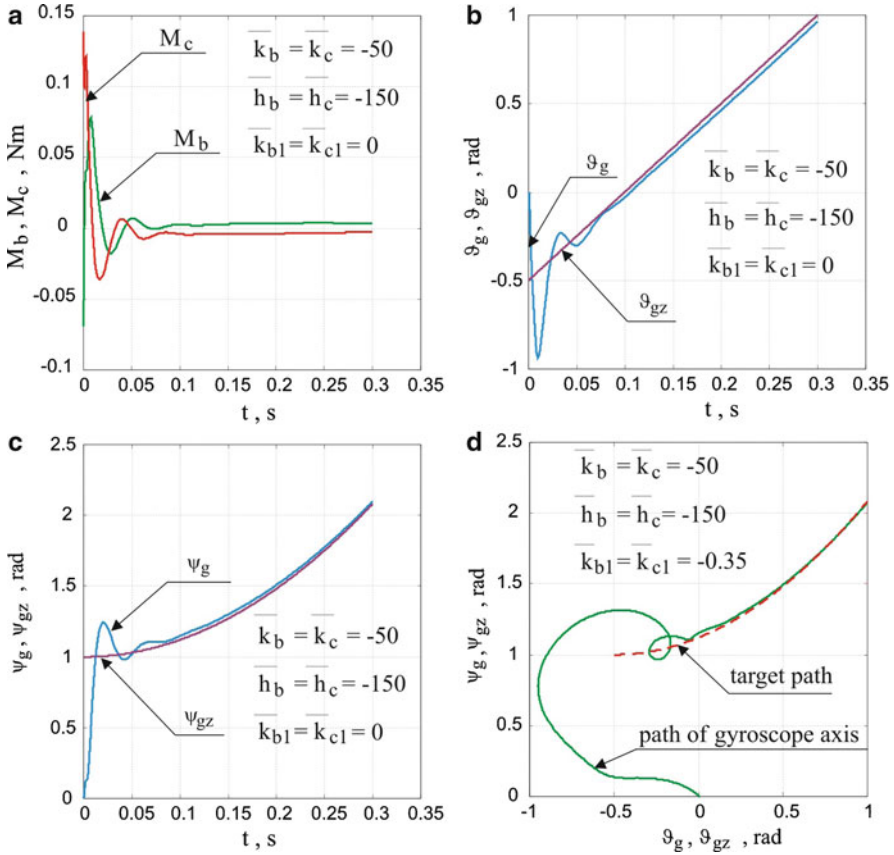 a
M_c
k̅_b = k̅_c = -50
h̅_b = h̅_c = -150
M_b
k̅_b1 = k̅_c1 = 0
M_b, M_c, Nm
0.15
0.1
0.05
0
-0.05
-0.1
0 0.05 0.1 0.15 0.2 0.25 0.3 0.35
t , s
b
ϑ_g
k̅_b = k̅_c = -50
h̅_b = h̅_c = -150
k̅_b1 = k̅_c1 = 0
ϑ_gz
ϑ_g, ϑ_gz, rad
1
0.5
0
-0.5
-1
0 0.05 0.1 0.15 0.2 0.25 0.3 0.35
t , s
c
ψ_g
k̅_b = k̅_c = -50
h̅_b = h̅_c = -150
ψ_gz
k̅_b1 = k̅_c1 = 0
ψ_g, ψ_gz , rad
2.5
2
1.5
1
0.5
0
0 0.05 0.1 0.15 0.2 0.25 0.3 0.35
t , s
d
k̅_b = k̅_c = -50
h̅_b = h̅_c = -150
k̅_b1 = k̅_c1 = -0.35
target path
path of gyroscope axis
ψ_g, ψ_gz , rad
2.5
2
1.5
1
0.5
0
-1 -0.5 0 0.5 1
ϑ_g, ϑ_gz, rad